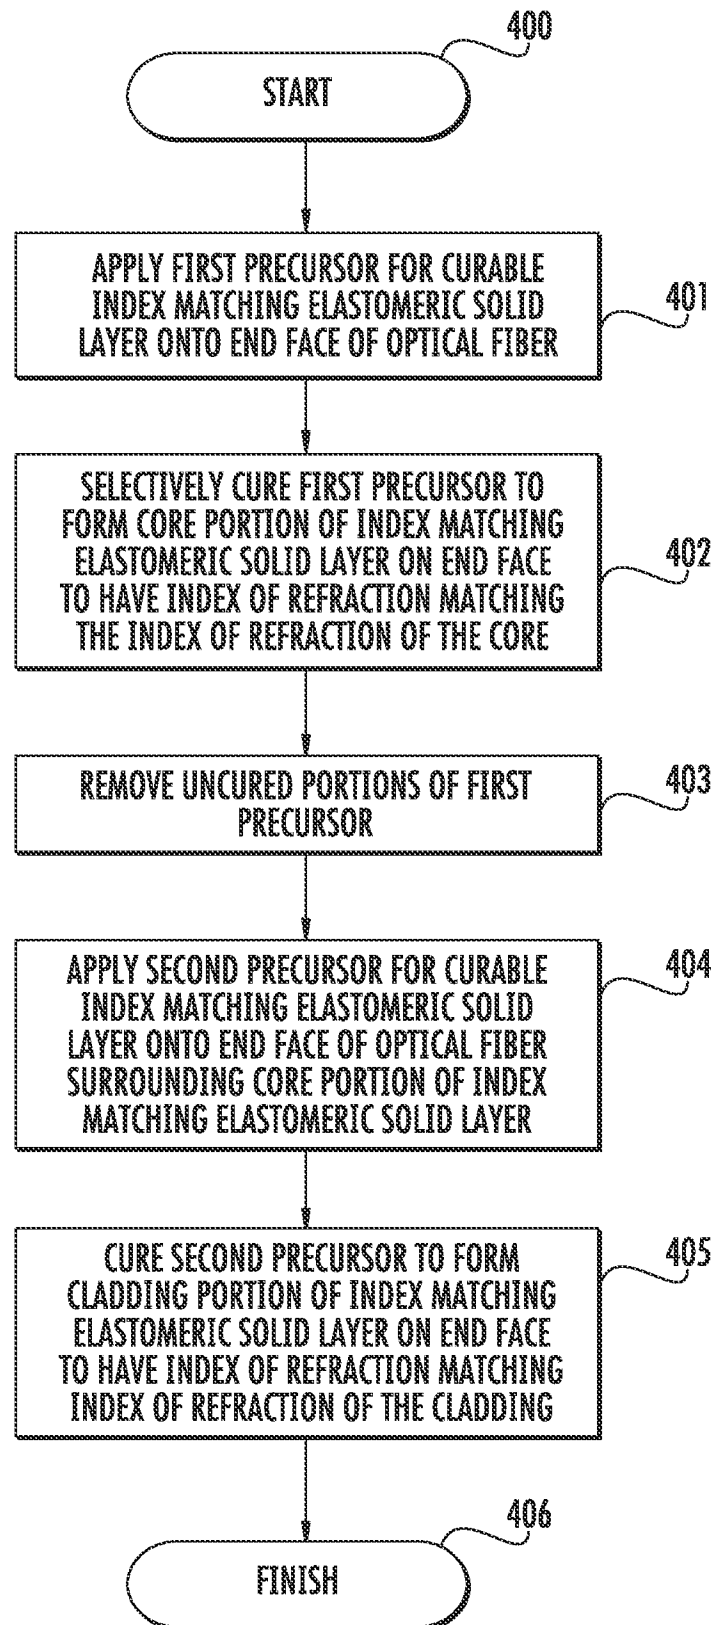 400
START
APPLY FIRST PRECURSOR FOR CURABLE
INDEX MATCHING ELASTOMERIC SOLID
LAYER ONTO END FACE OF OPTICAL FIBER
401
SELECTIVELY CURE FIRST PRECURSOR TO
FORM CORE PORTION OF INDEX MATCHING
ELASTOMERIC SOLID LAYER ON END FACE
TO HAVE INDEX OF REFRACTION MATCHING
THE INDEX OF REFRACTION OF THE CORE
402
REMOVE UNCURED PORTIONS OF FIRST
PRECURSOR
403
APPLY SECOND PRECURSOR FOR CURABLE
INDEX MATCHING ELASTOMERIC SOLID
LAYER ONTO END FACE OF OPTICAL FIBER
SURROUNDING CORE PORTION OF INDEX
MATCHING ELASTOMERIC SOLID LAYER
404
CURE SECOND PRECURSOR TO FORM
CLADDING PORTION OF INDEX MATCHING
ELASTOMERIC SOLID LAYER ON END FACE
TO HAVE INDEX OF REFRACTION MATCHING
INDEX OF REFRACTION OF THE CLADDING
405
406
FINISH